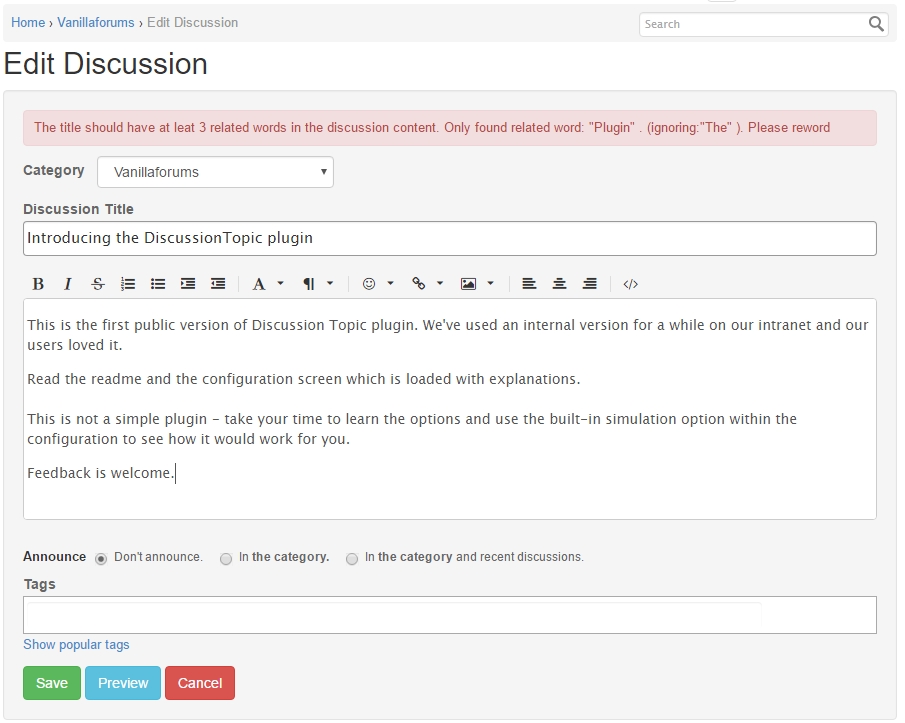 Home › Vanillaforums › Edit Discussion
Search
Edit Discussion
The title should have at leat 3 related words in the discussion content. Only found related word: "Plugin" . (ignoring:"The" ). Please reword
Category
Vanillaforums
Discussion Title
Introducing the DiscussionTopic plugin
B I S A ¶ </>
This is the first public version of Discussion Topic plugin. We've used an internal version for a while on our intranet and our
users loved it.
Read the readme and the configuration screen which is loaded with explanations.
This is not a simple plugin - take your time to learn the options and use the built-in simulation option within the
configuration to see how it would work for you.
Feedback is welcome.
Announce Don't announce. In the category. In the category and recent discussions.
Tags
Show popular tags
Save Preview Cancel